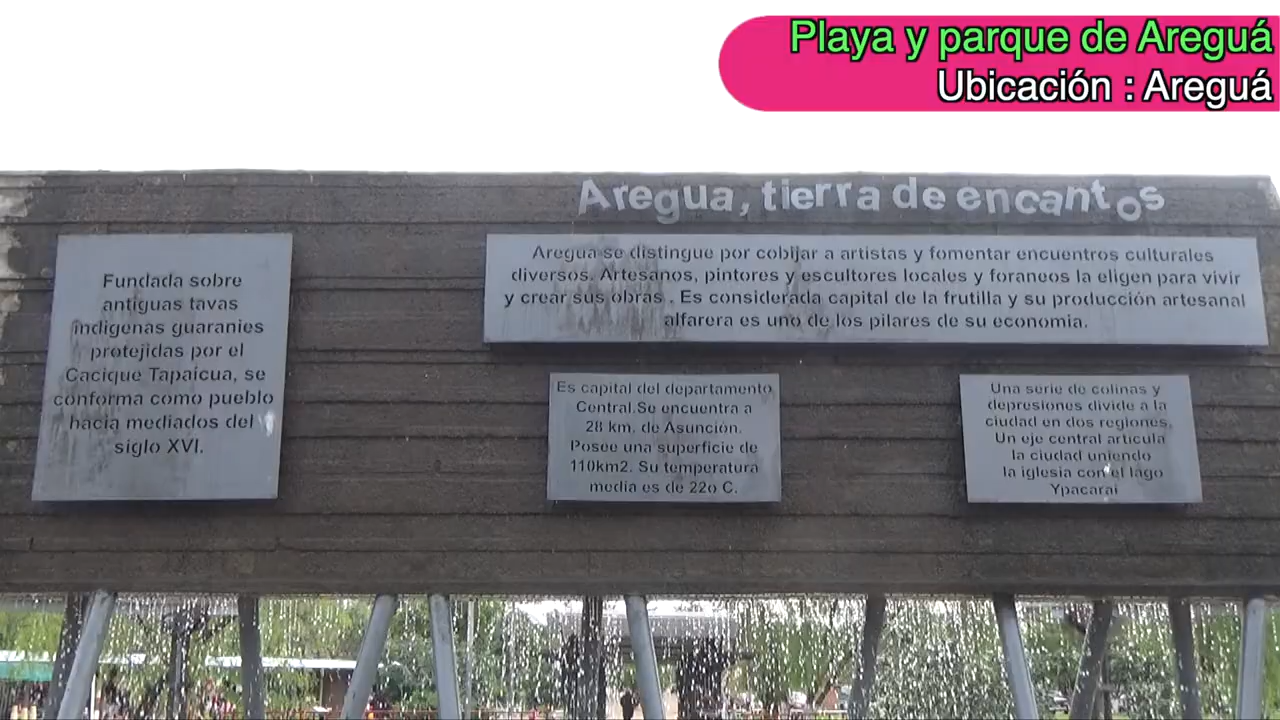 Playa y parque de Areguá
Ubicación : Areguá
Aregua, tierra de encantos
Fundada sobre
antiguas tavas
indigenas guaranies
protejidas por el
Cacique Tapaicua, se
conforma como pueblo
hacia mediados del
siglo XVI.
Aregua se distingue por cobijar a artistas y fomentar encuentros culturales
diversos. Artesanos, pintores y escultores locales y foraneos la eligen para vivir
y crear sus obras . Es considerada capital de la frutilla y su producción artesanal
alfarera es uno de los pilares de su economia.
Es capital del departamento
Central.Se encuentra a
28 km. de Asunción.
Posee una superficie de
110km2. Su temperatura
media es de 22o C.
Una serie de colinas y
depresiones divide a la
ciudad en dos regiones.
Un eje central articula
la ciudad uniendo
la iglesia con el lago
Ypacarai